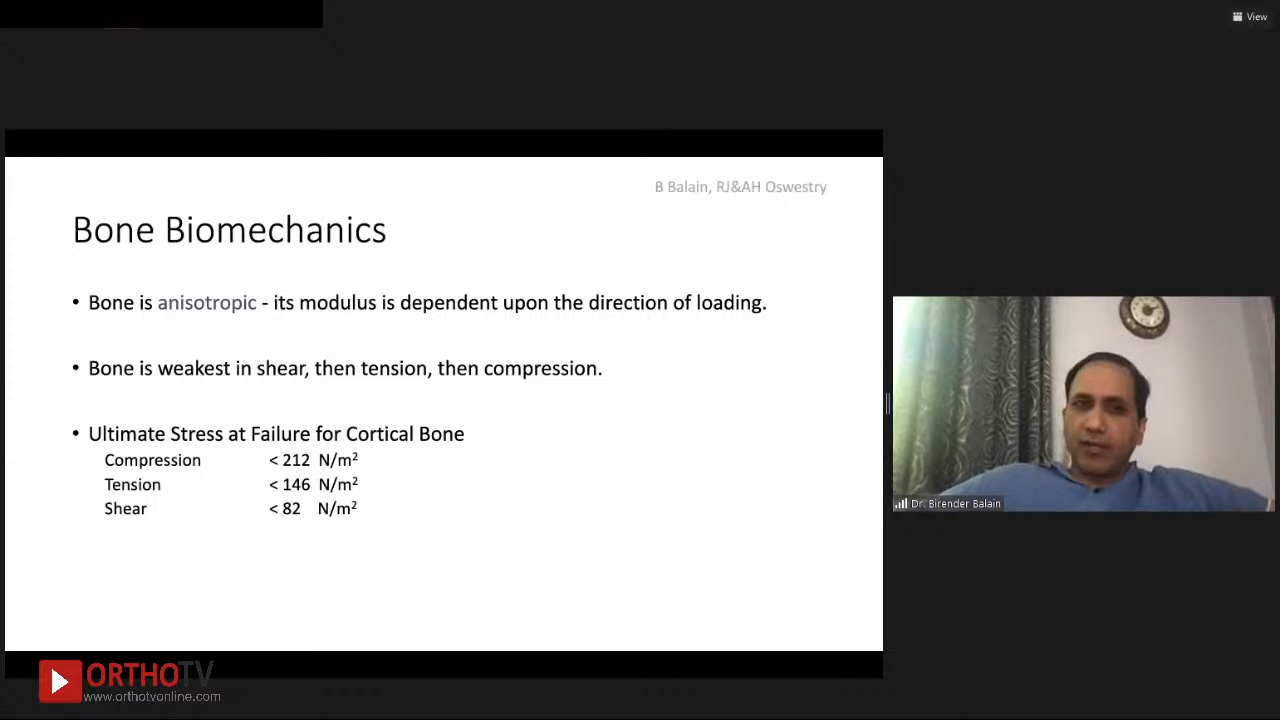 View
B Balain, RJ&AH Oswestry
Bone Biomechanics
• Bone is anisotropic - its modulus is dependent upon the direction of loading.
• Bone is weakest in shear, then tension, then compression.
• Ultimate Stress at Failure for Cortical Bone
Compression < 212 N/m²
Tension < 146 N/m²
Shear < 82 N/m²
Dr. Birender Balain
ORTHOTV
www.orthotvonline.com